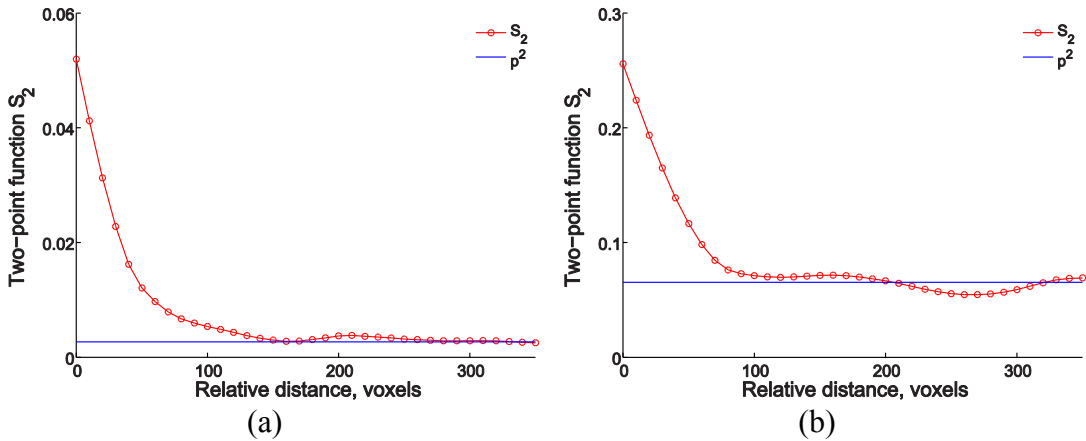 0.06
0.04
0.02
0
0 100 200 300
Two−point function S2
Relative distance, voxels
S2
p2
(a)
0.3
0.2
0.1
0
0 100 200 300
Two−point function S2
Relative distance, voxels
S2
p2
(b)